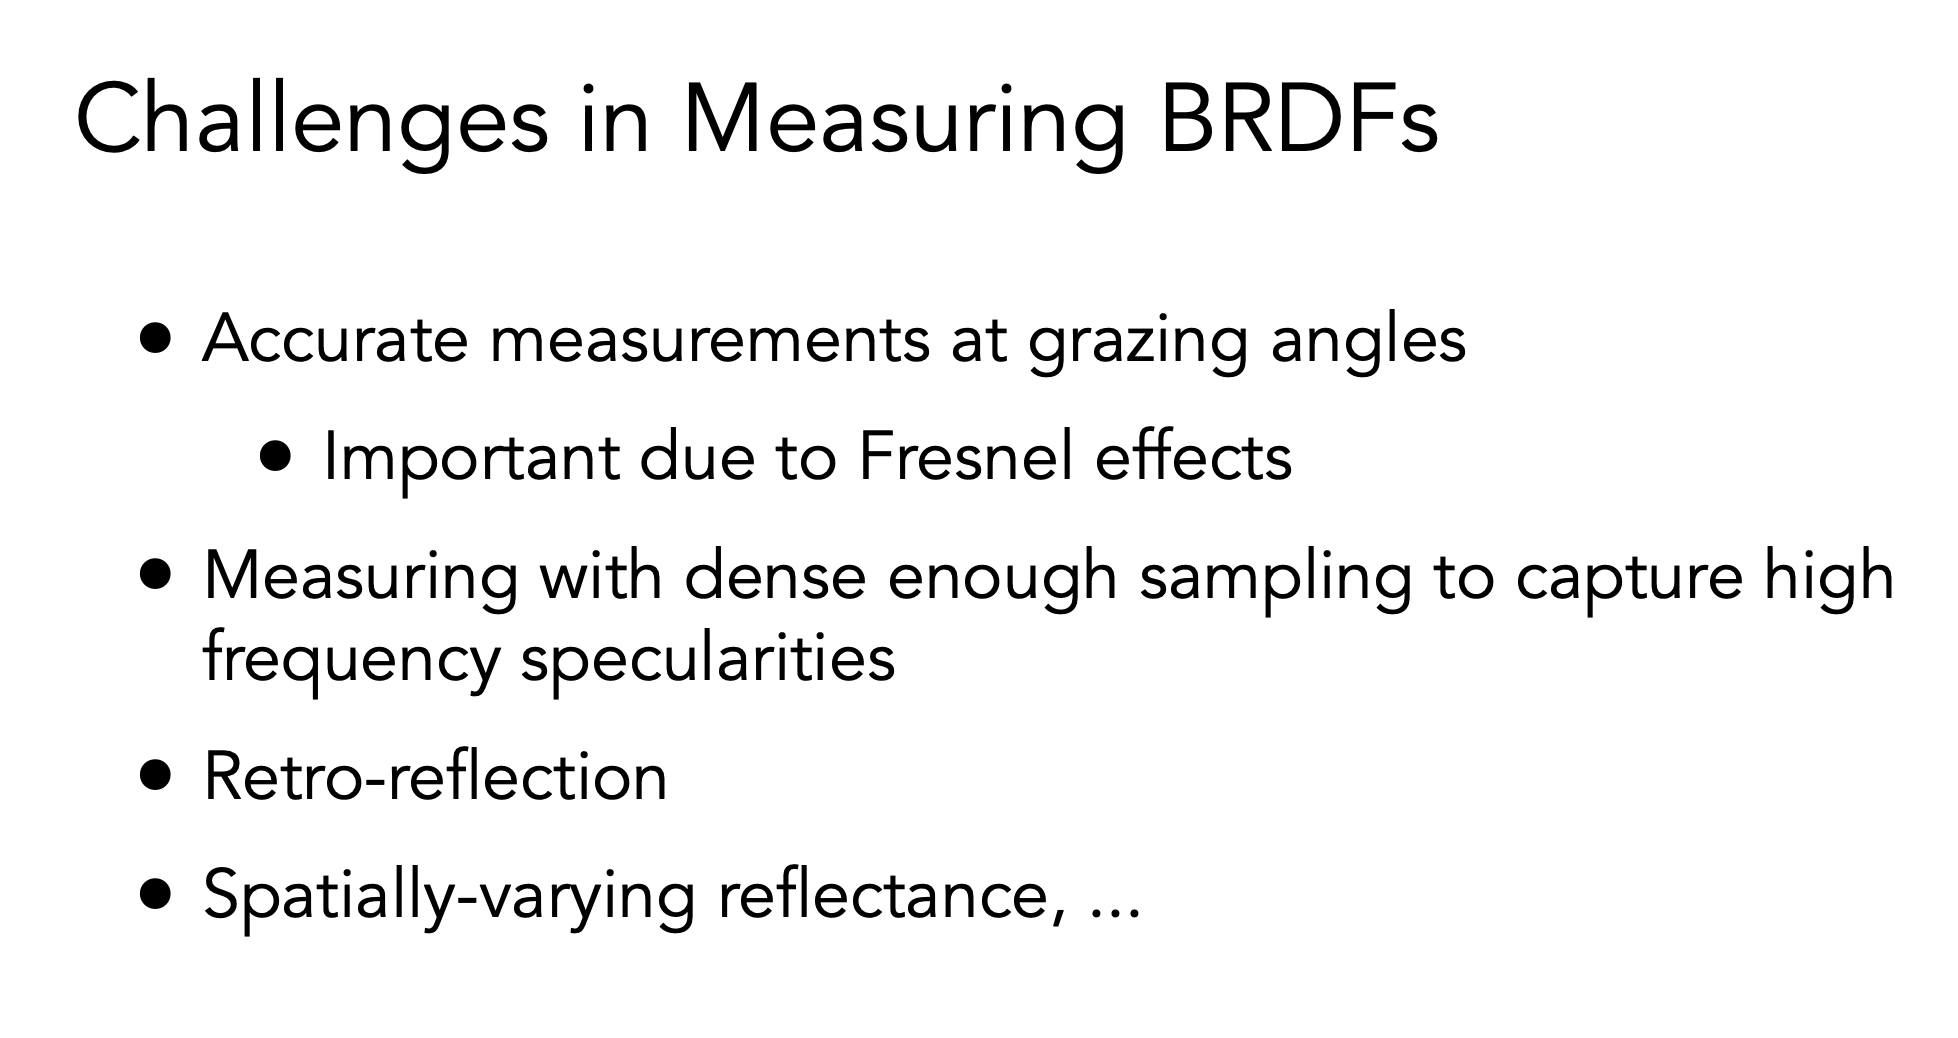 Challenges in Measuring BRDFs
• Accurate measurements at grazing angles
• Important due to Fresnel effects
• Measuring with dense enough sampling to capture high
frequency specularities
• Retro-reflection
• Spatially-varying reflectance, ...